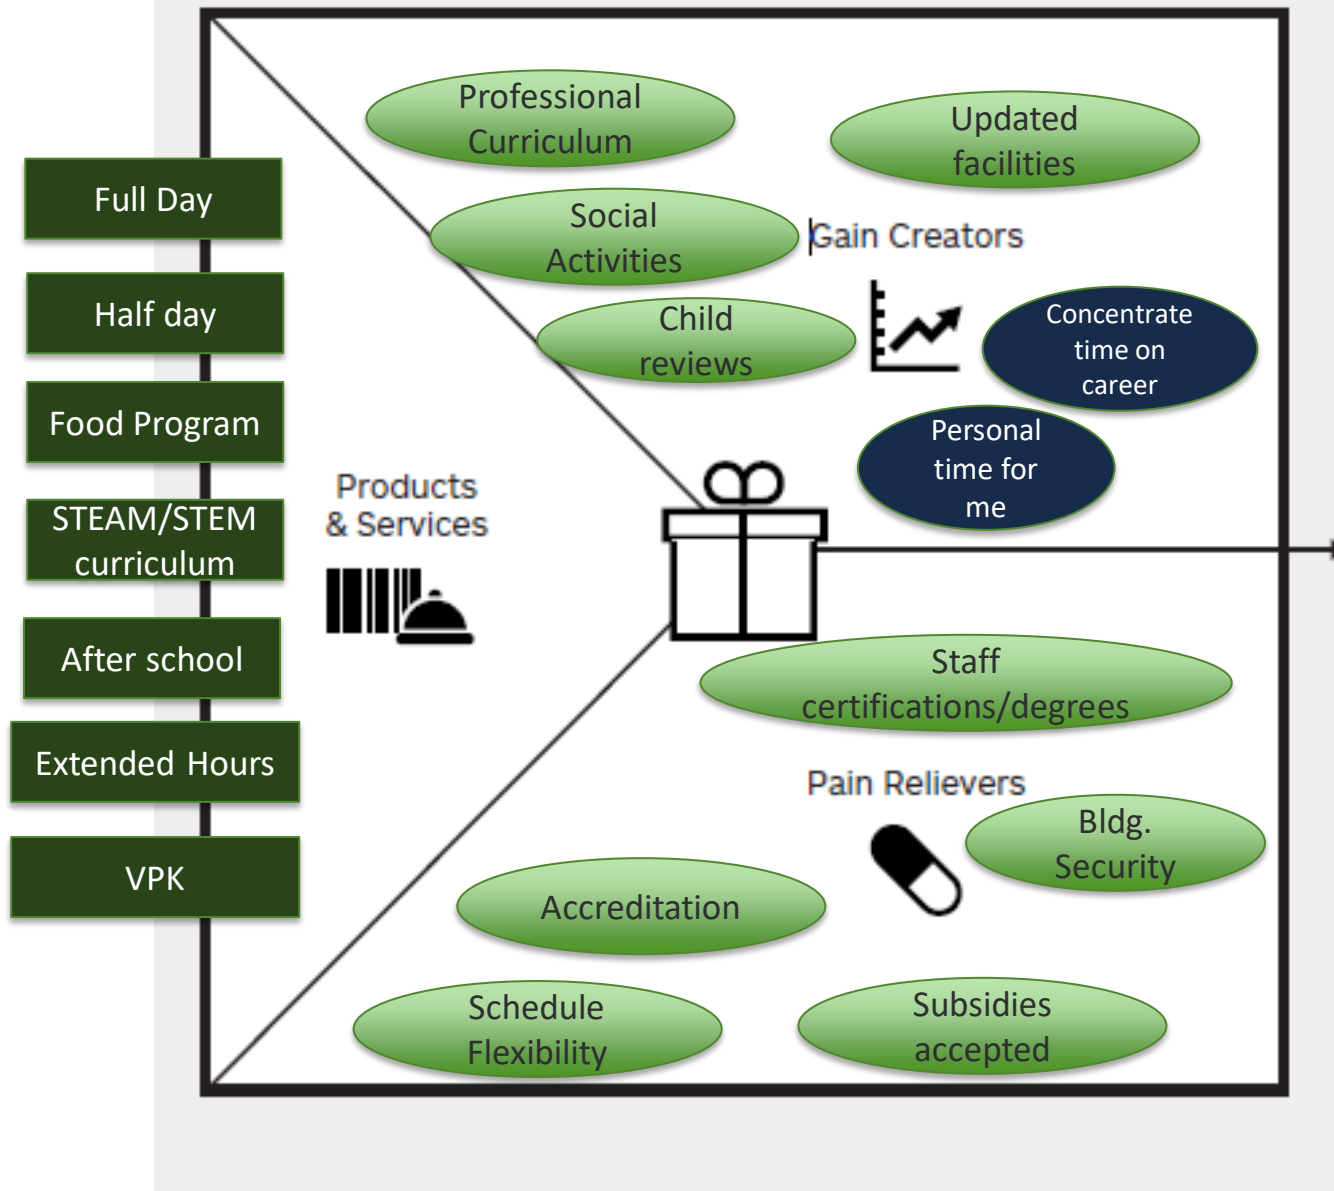 Full Day
Half day
Food Program
STEAM/STEM
curriculum
After school
Extended Hours
VPK
Products
& Services
Professional
Curriculum
Updated
facilities
Social
Activities
Gain Creators
Child
reviews
Concentrate
time on
career
Personal
time for
me
Staff
certifications/degrees
Pain Relievers
Bldg.
Security
Accreditation
Schedule
Flexibility
Subsidies
accepted